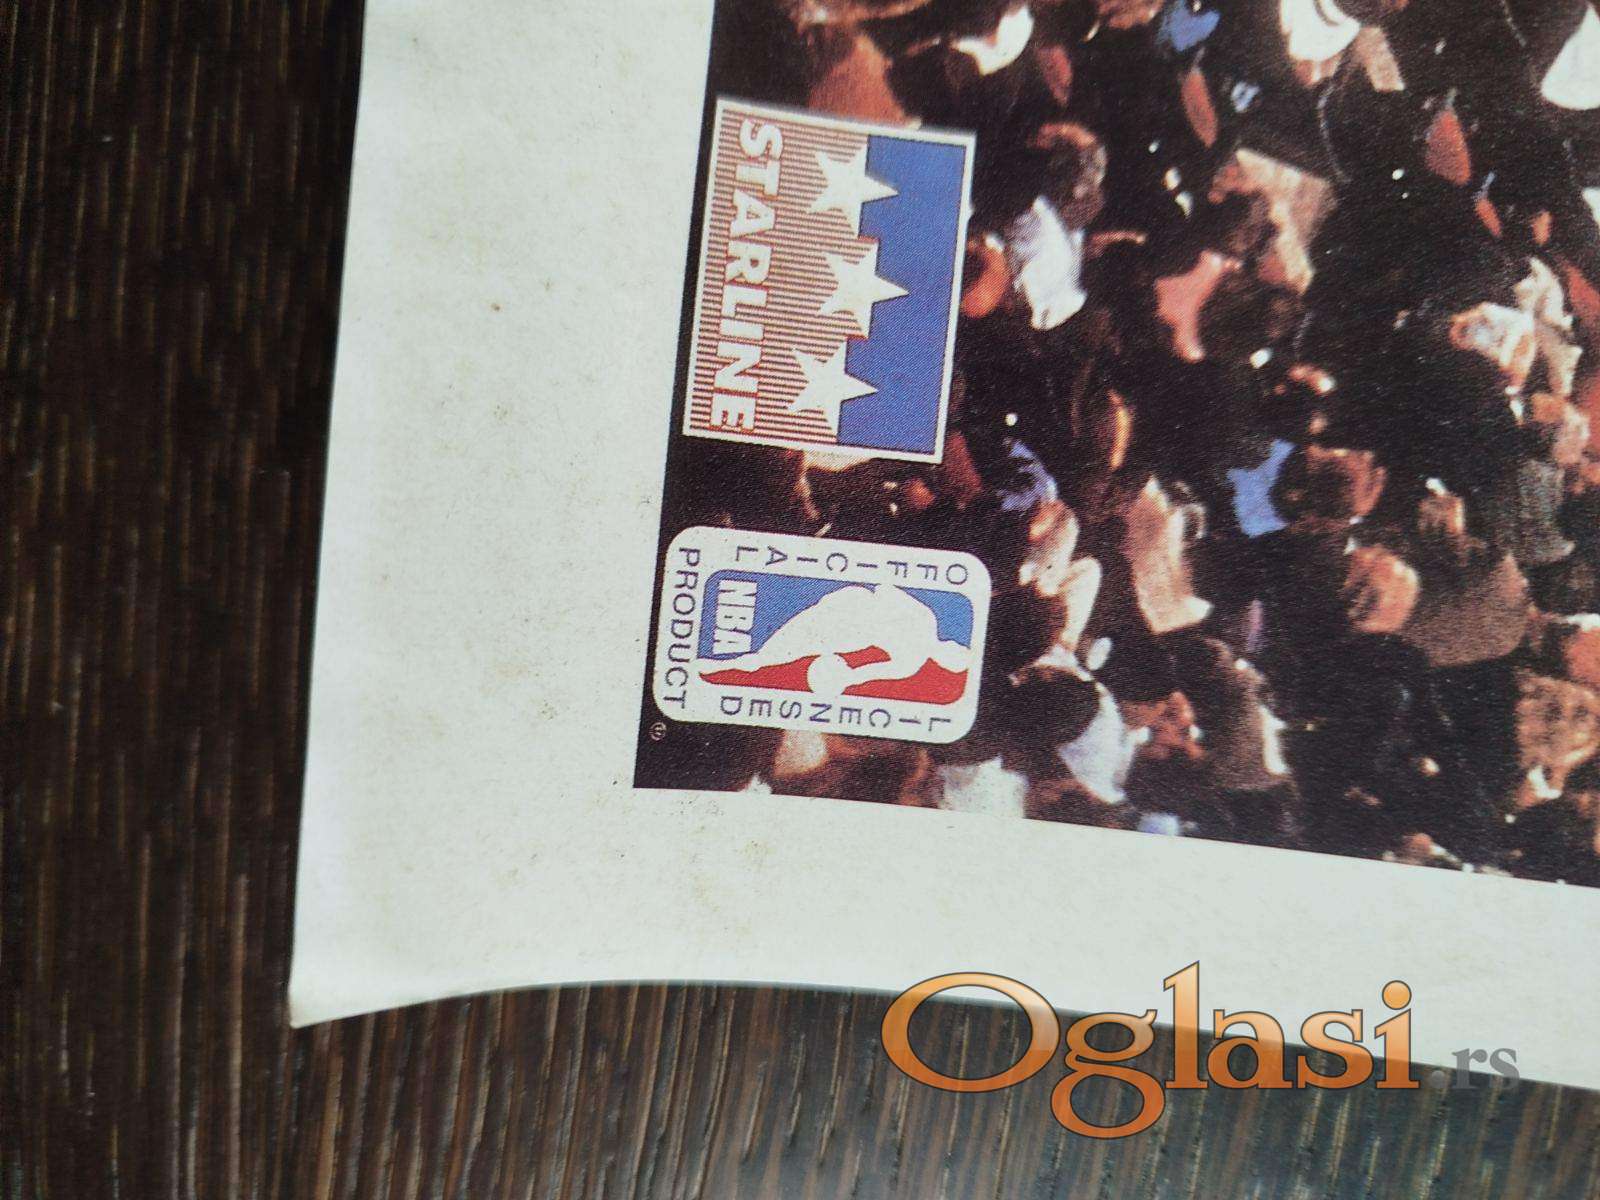 STARLINE
OFFICIAL
LICENSED
NBA
PRODUCT
®
Oglasi.rs